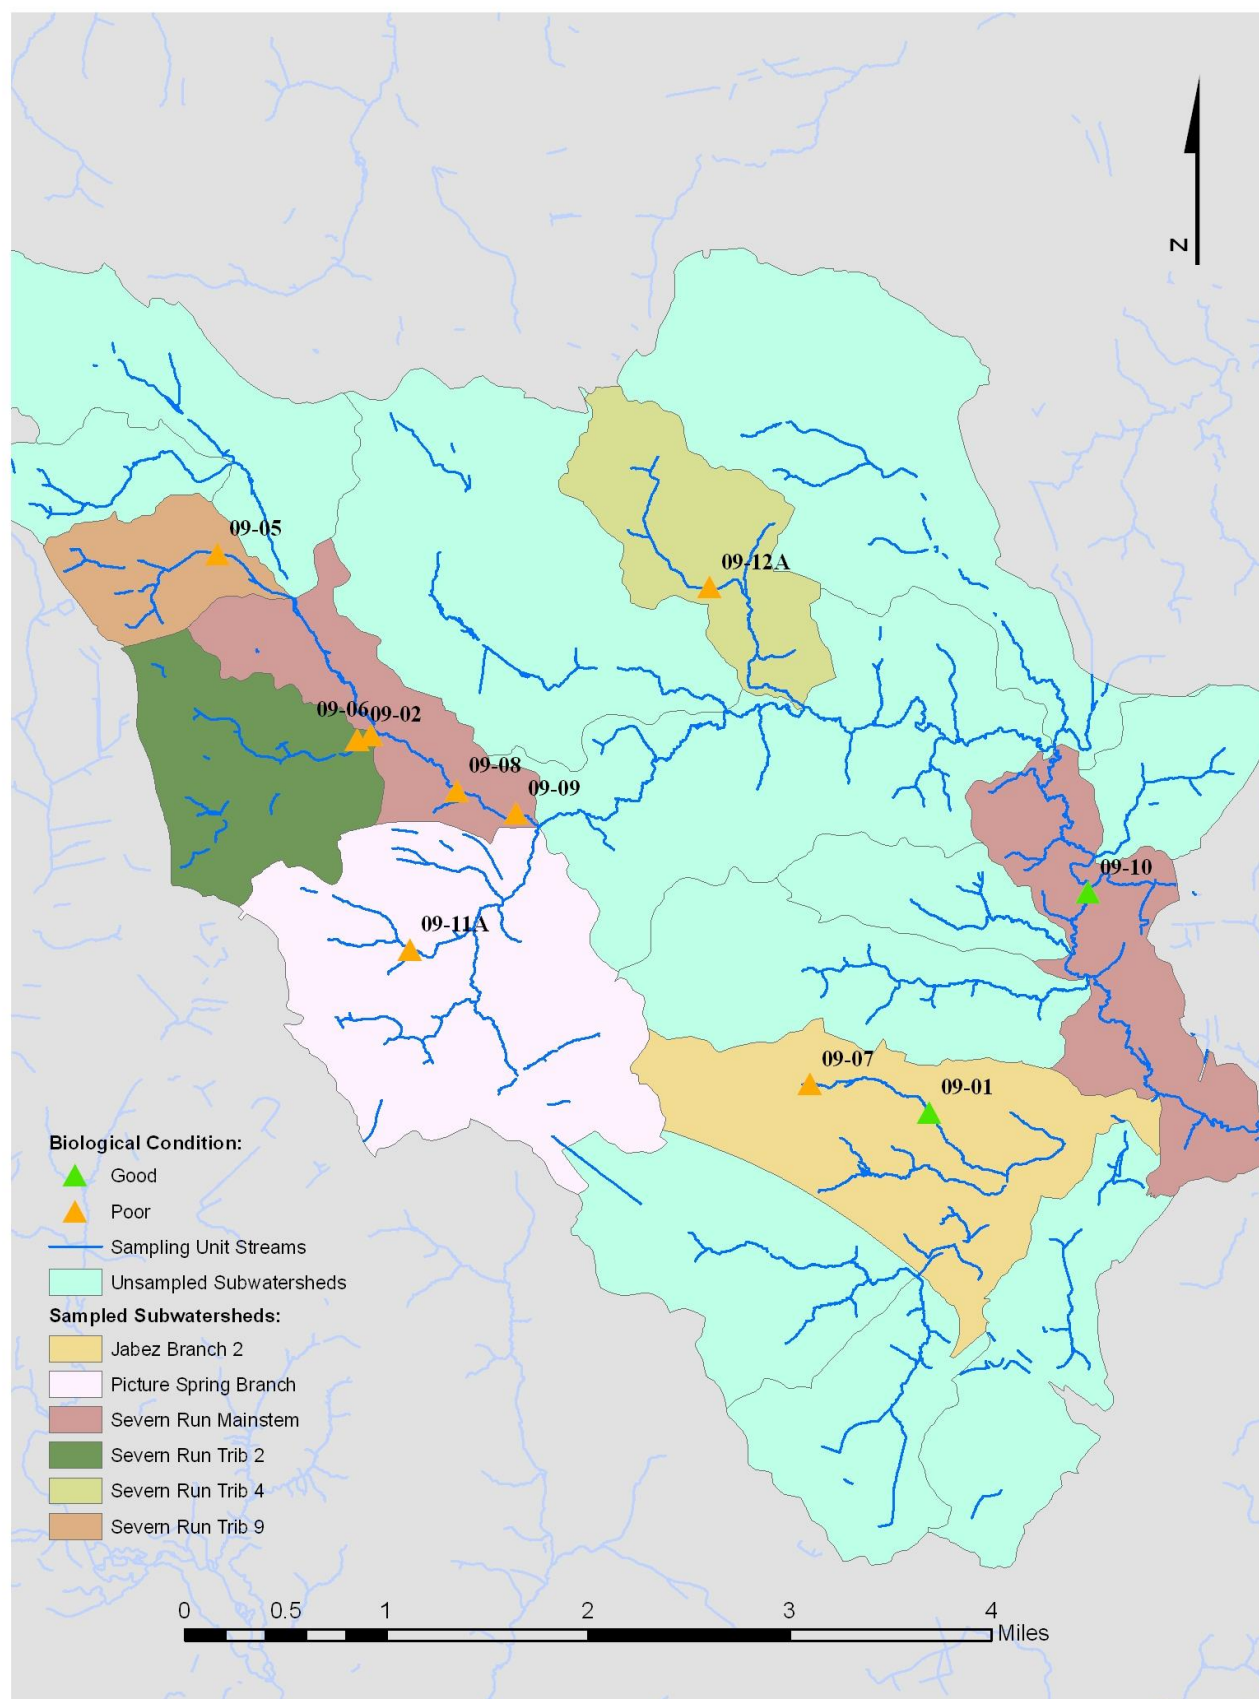 N
09-05
09-12A
09-06
09-02
09-08
09-09
09-10
09-11A
09-07
09-01
Biological Condition:
Good
Poor
Sampling Unit Streams
Unsampled Subwatersheds
Sampled Subwatersheds:
Jabez Branch 2
Picture Spring Branch
Severn Run Mainstem
Severn Run Trib 2
Severn Run Trib 4
Severn Run Trib 9
0 0.5 1 2 3 4
Miles